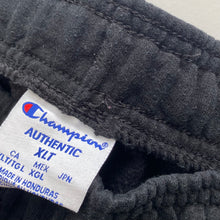 Champion
AUTHENTIC
XLT
CA MEX JPN
XLT/TGL XGL
MADE IN HONDURAS